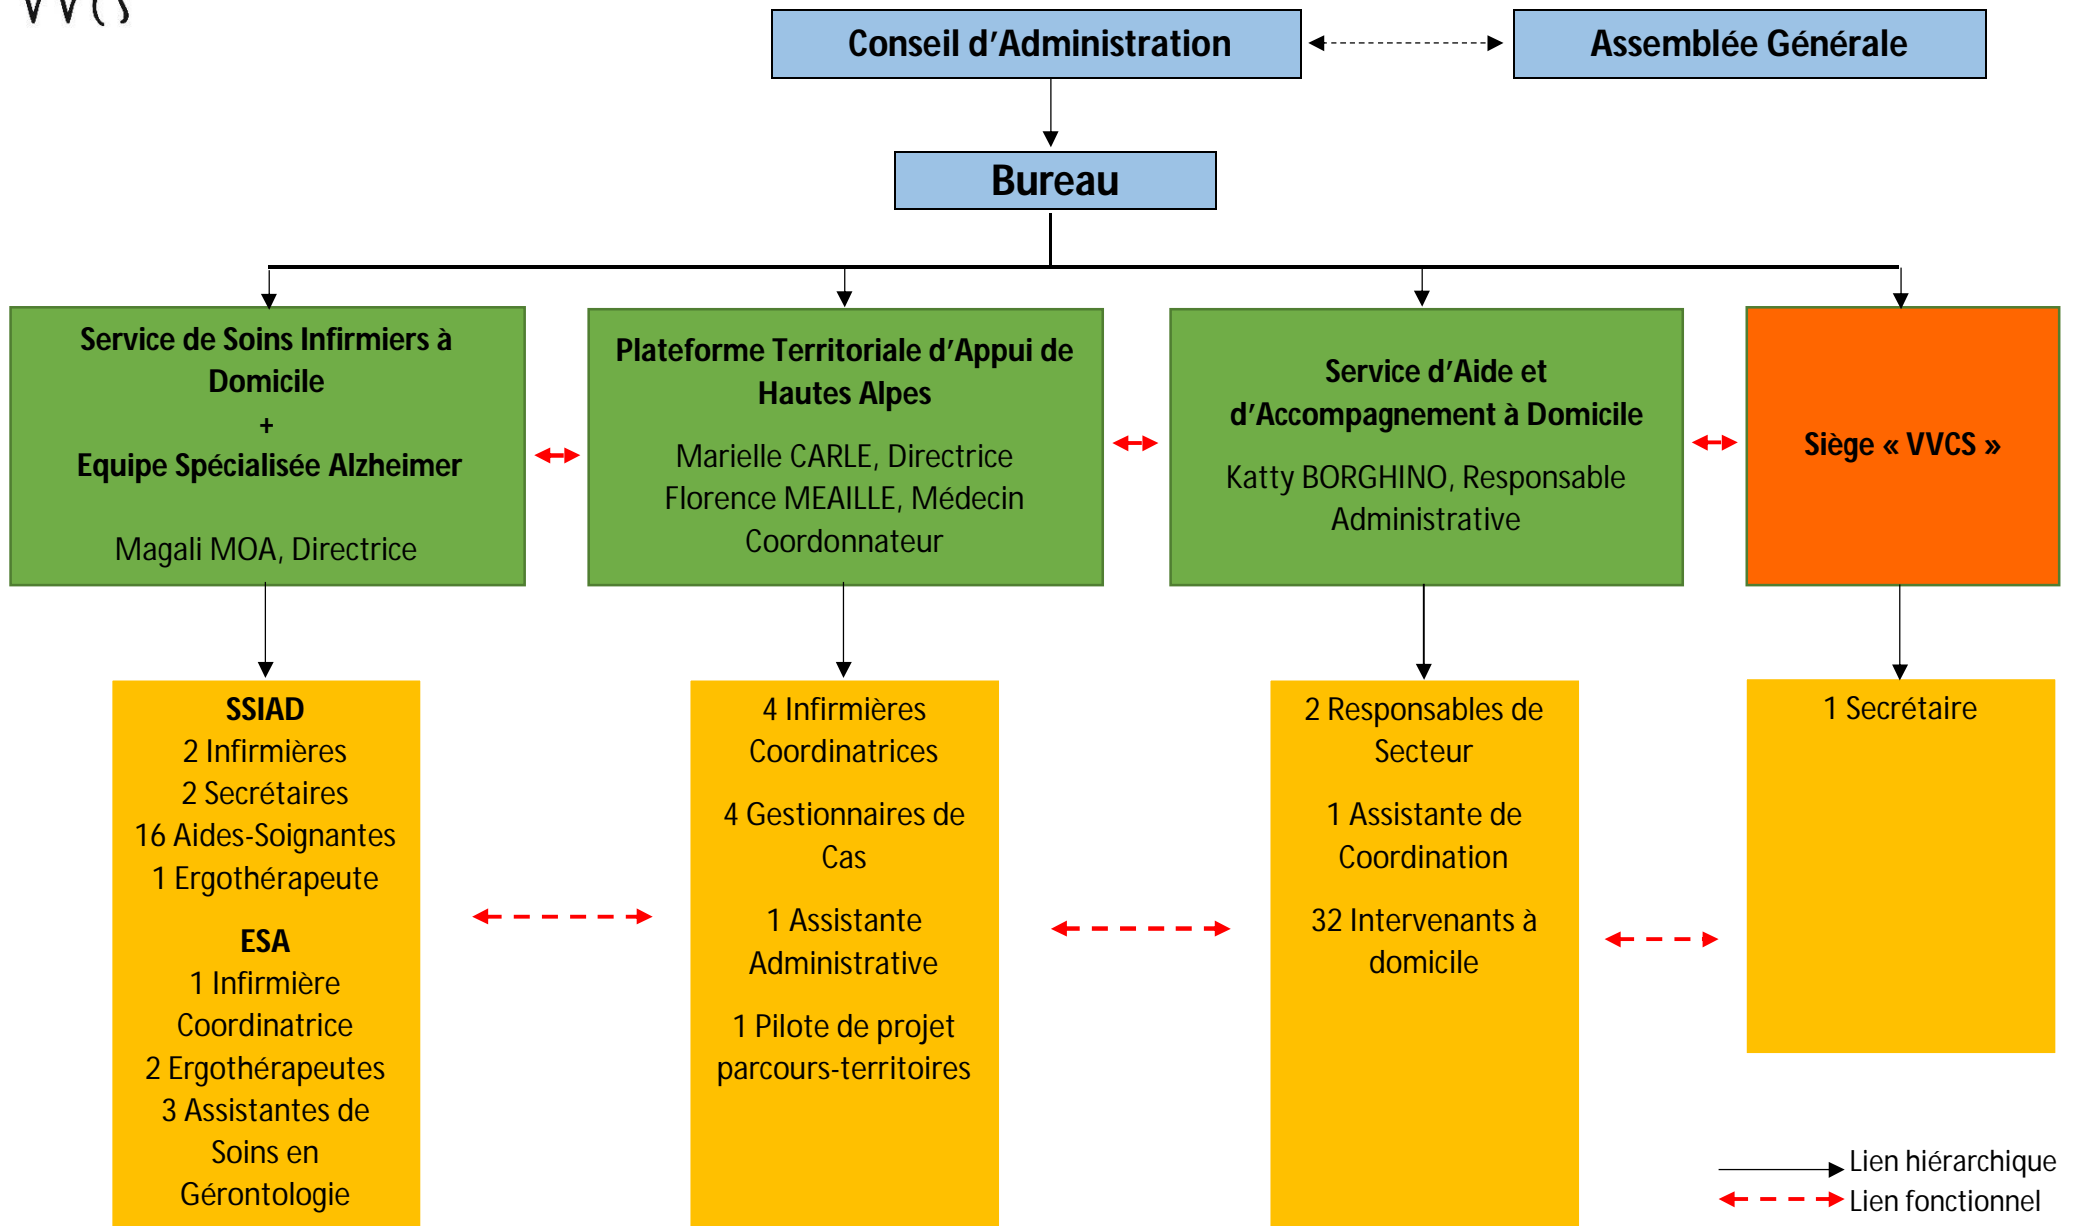 VVCS
Conseil d’Administration
Assemblée Générale
Bureau
Service de Soins Infirmiers à
Domicile
+
Equipe Spécialisée Alzheimer
Magali MOA, Directrice
Plateforme Territoriale d’Appui de
Hautes Alpes
Marielle CARLE, Directrice
Florence MEAILLE, Médecin
Coordonnateur
Service d’Aide et
d’Accompagnement à Domicile
Katty BORGHINO, Responsable
Administrative
Siège « VVCS »
SSIAD
2 Infirmières
2 Secrétaires
16 Aides-Soignantes
1 Ergothérapeute
ESA
1 Infirmière
Coordinatrice
2 Ergothérapeutes
3 Assistantes de
Soins en
Gérontologie
4 Infirmières
Coordinatrices
4 Gestionnaires de
Cas
1 Assistante
Administrative
1 Pilote de projet
parcours-territoires
2 Responsables de
Secteur
1 Assistante de
Coordination
32 Intervenants à
domicile
1 Secrétaire
Lien hiérarchique
Lien fonctionnel